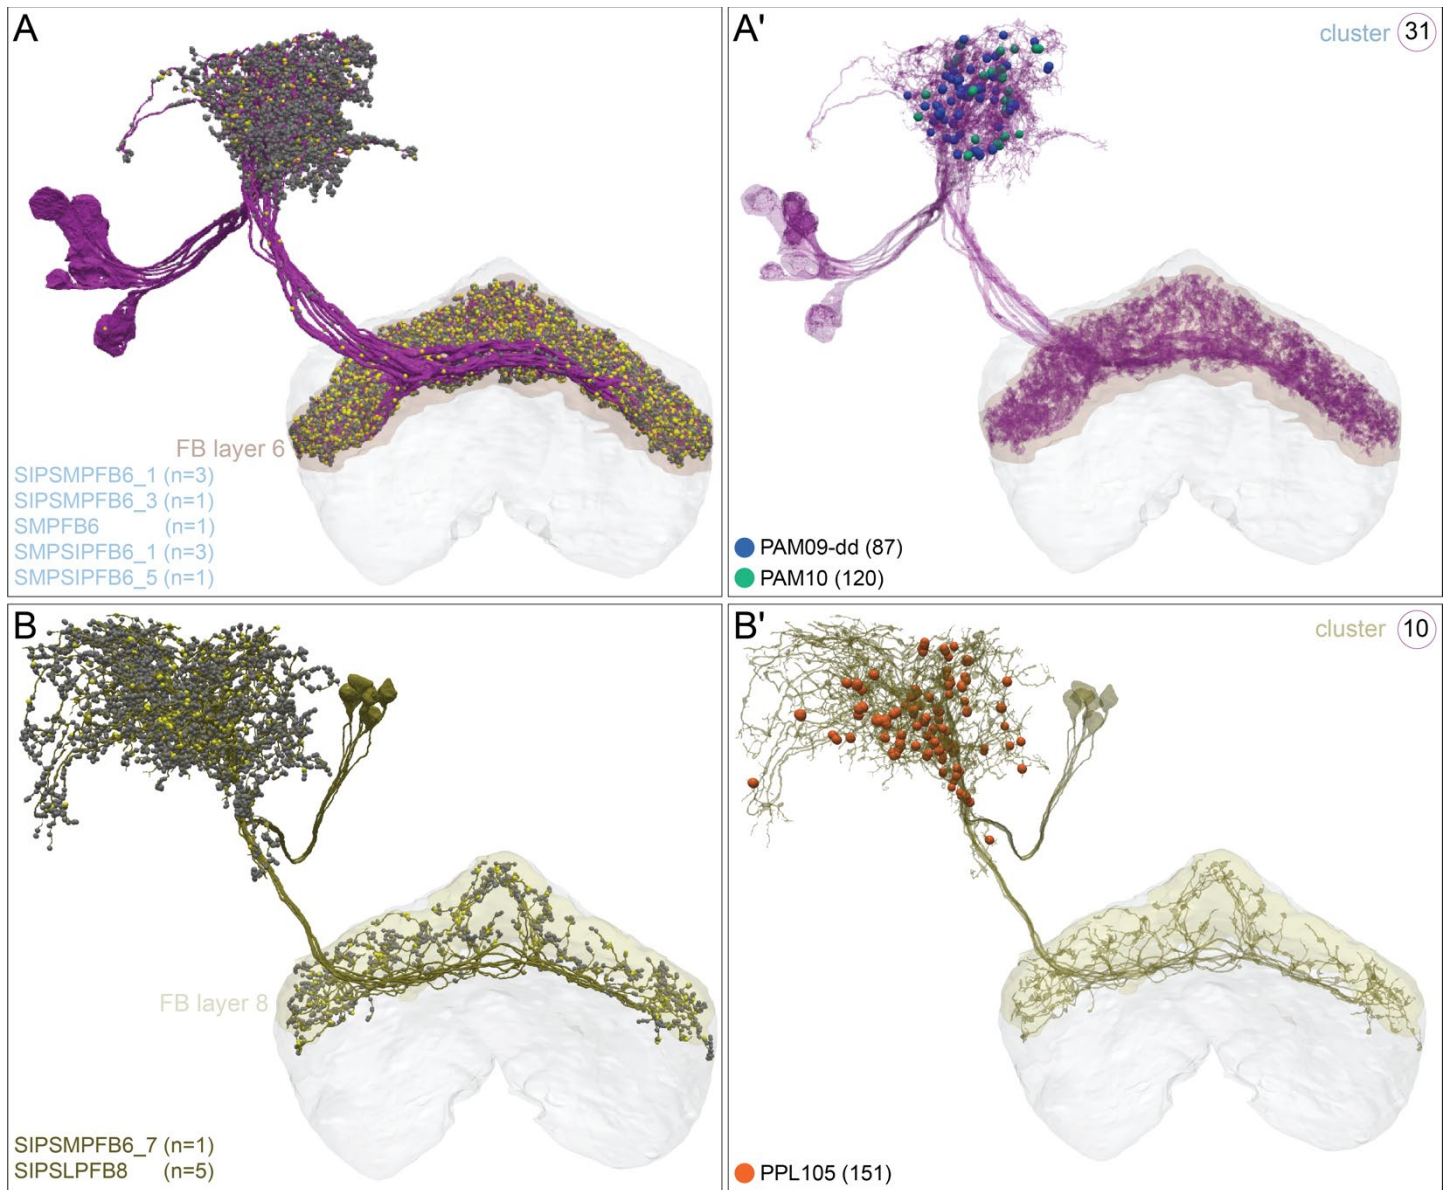 A
FB layer 6
SIPSMPFB6_1 (n=3)
SIPSMPFB6_3 (n=1)
SMPFB6 (n=1)
SMPSIPFB6_1 (n=3)
SMPSIPFB6_5 (n=1)
A'
cluster 31
PAM09-dd (87)
PAM10 (120)
B
FB layer 8
SIPSMPFB6_7 (n=1)
SIPSLPFB8 (n=5)
B'
cluster 10
PPL105 (151)